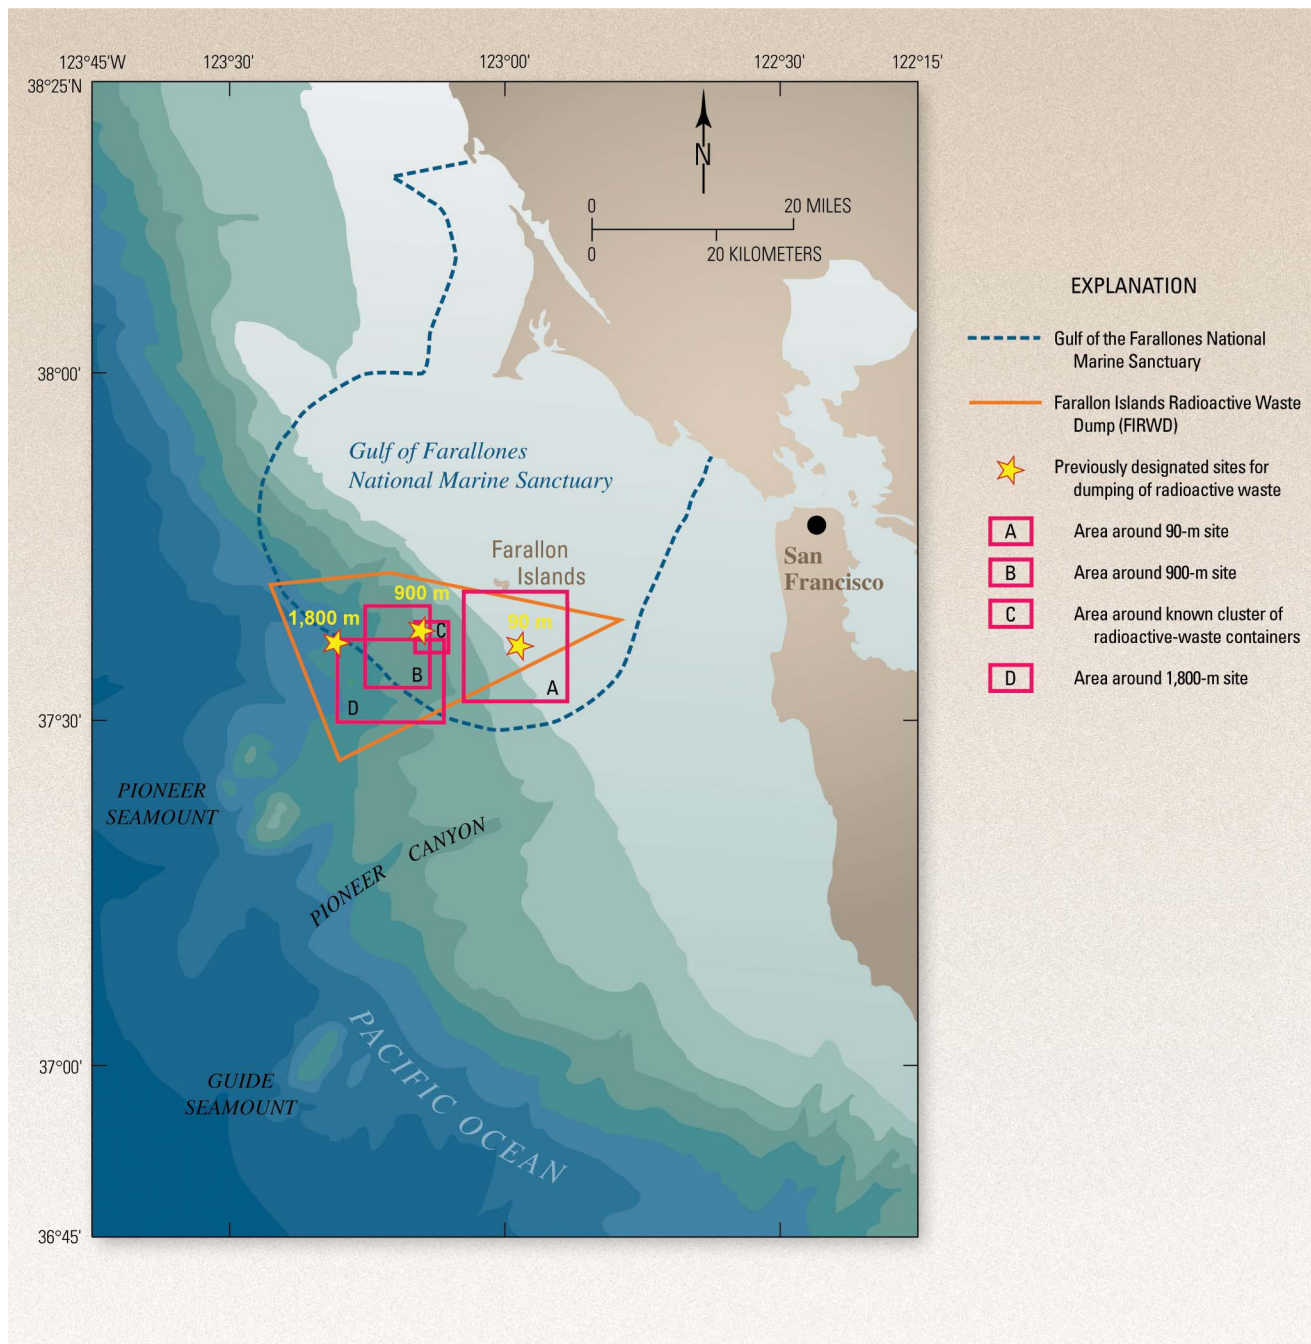 123°45'W
123°30'
123°00'
122°30'
122°15'
38°25'N
N
0
20 MILES
0
20 KILOMETERS
38°00'
Gulf of Farallones
National Marine Sanctuary
Farallon
Islands
San
Francisco
900 m
1,800 m
90 m
C
B
A
D
37°30'
PIONEER
SEAMOUNT
PIONEER CANYON
37°00'
GUIDE
SEAMOUNT
PACIFIC OCEAN
36°45'
EXPLANATION
Gulf of the Farallones National
Marine Sanctuary
Farallon Islands Radioactive Waste
Dump (FIRWD)
Previously designated sites for
dumping of radioactive waste
A Area around 90-m site
B Area around 900-m site
C Area around known cluster of
radioactive-waste containers
D Area around 1,800-m site